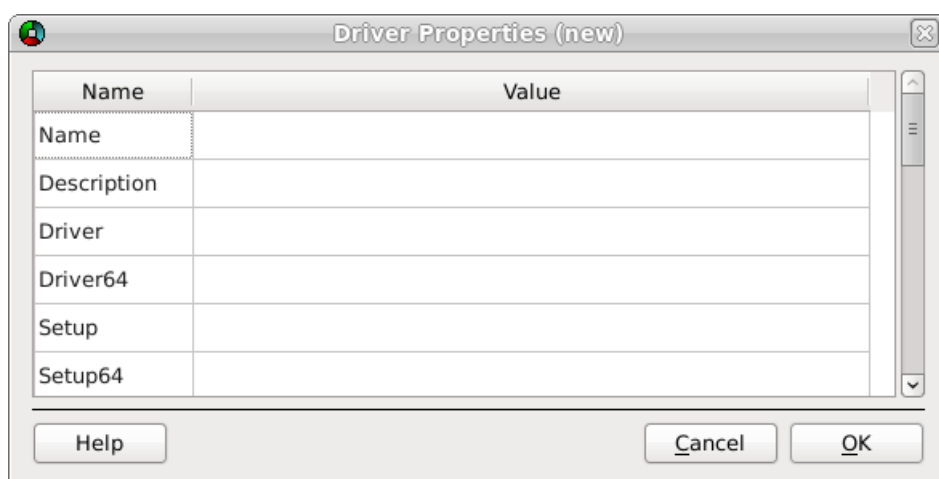 Driver Properties (new)
Name Value
Name
Description
Driver
Driver64
Setup
Setup64
Help Cancel OK